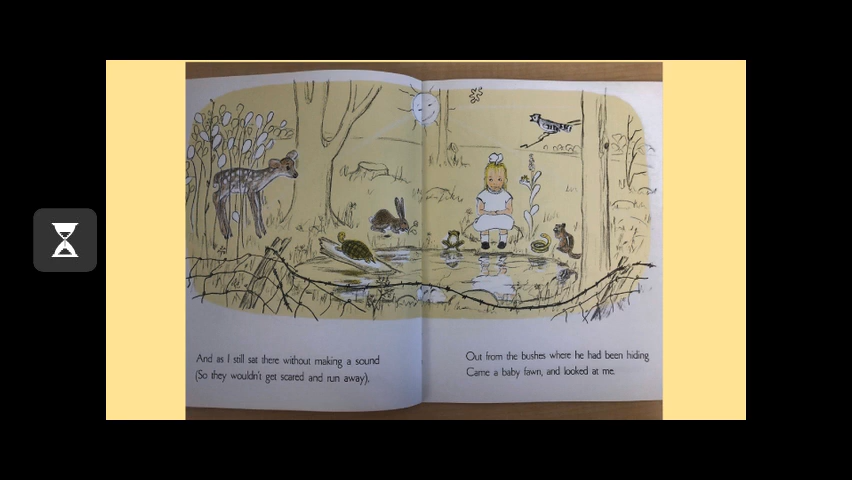 And as I still sat there without making a sound
(So they wouldn't get scared and run away),
Out from the bushes where he had been hiding
Came a baby fawn, and looked at me.